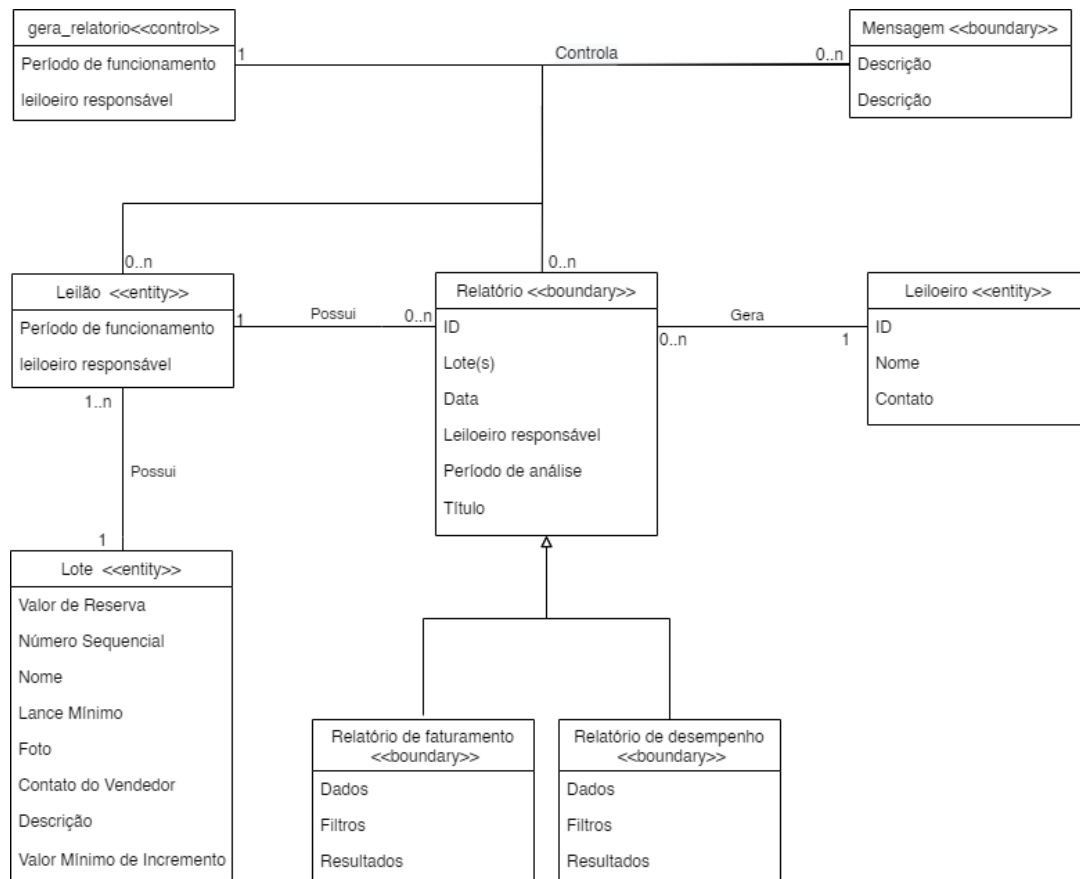 gera_relatorio<<control>>
Período de funcionamento
leiloeiro responsável
1
Controla
0..n
Mensagem <<boundary>>
Descrição
Descrição
0..n
0..n
Leilão <<entity>>
Período de funcionamento
leiloeiro responsável
1
Possui
0..n
Relatório <<boundary>>
ID
Lote(s)
Data
Leiloeiro responsável
Período de análise
Título
Gera
0..n
1
Leiloeiro <<entity>>
ID
Nome
Contato
1..n
Possui
1
Lote <<entity>>
Valor de Reserva
Número Sequencial
Nome
Lance Mínimo
Foto
Contato do Vendedor
Descrição
Valor Mínimo de Incremento
Relatório de faturamento
<<boundary>>
Dados
Filtros
Resultados
Relatório de desempenho
<<boundary>>
Dados
Filtros
Resultados